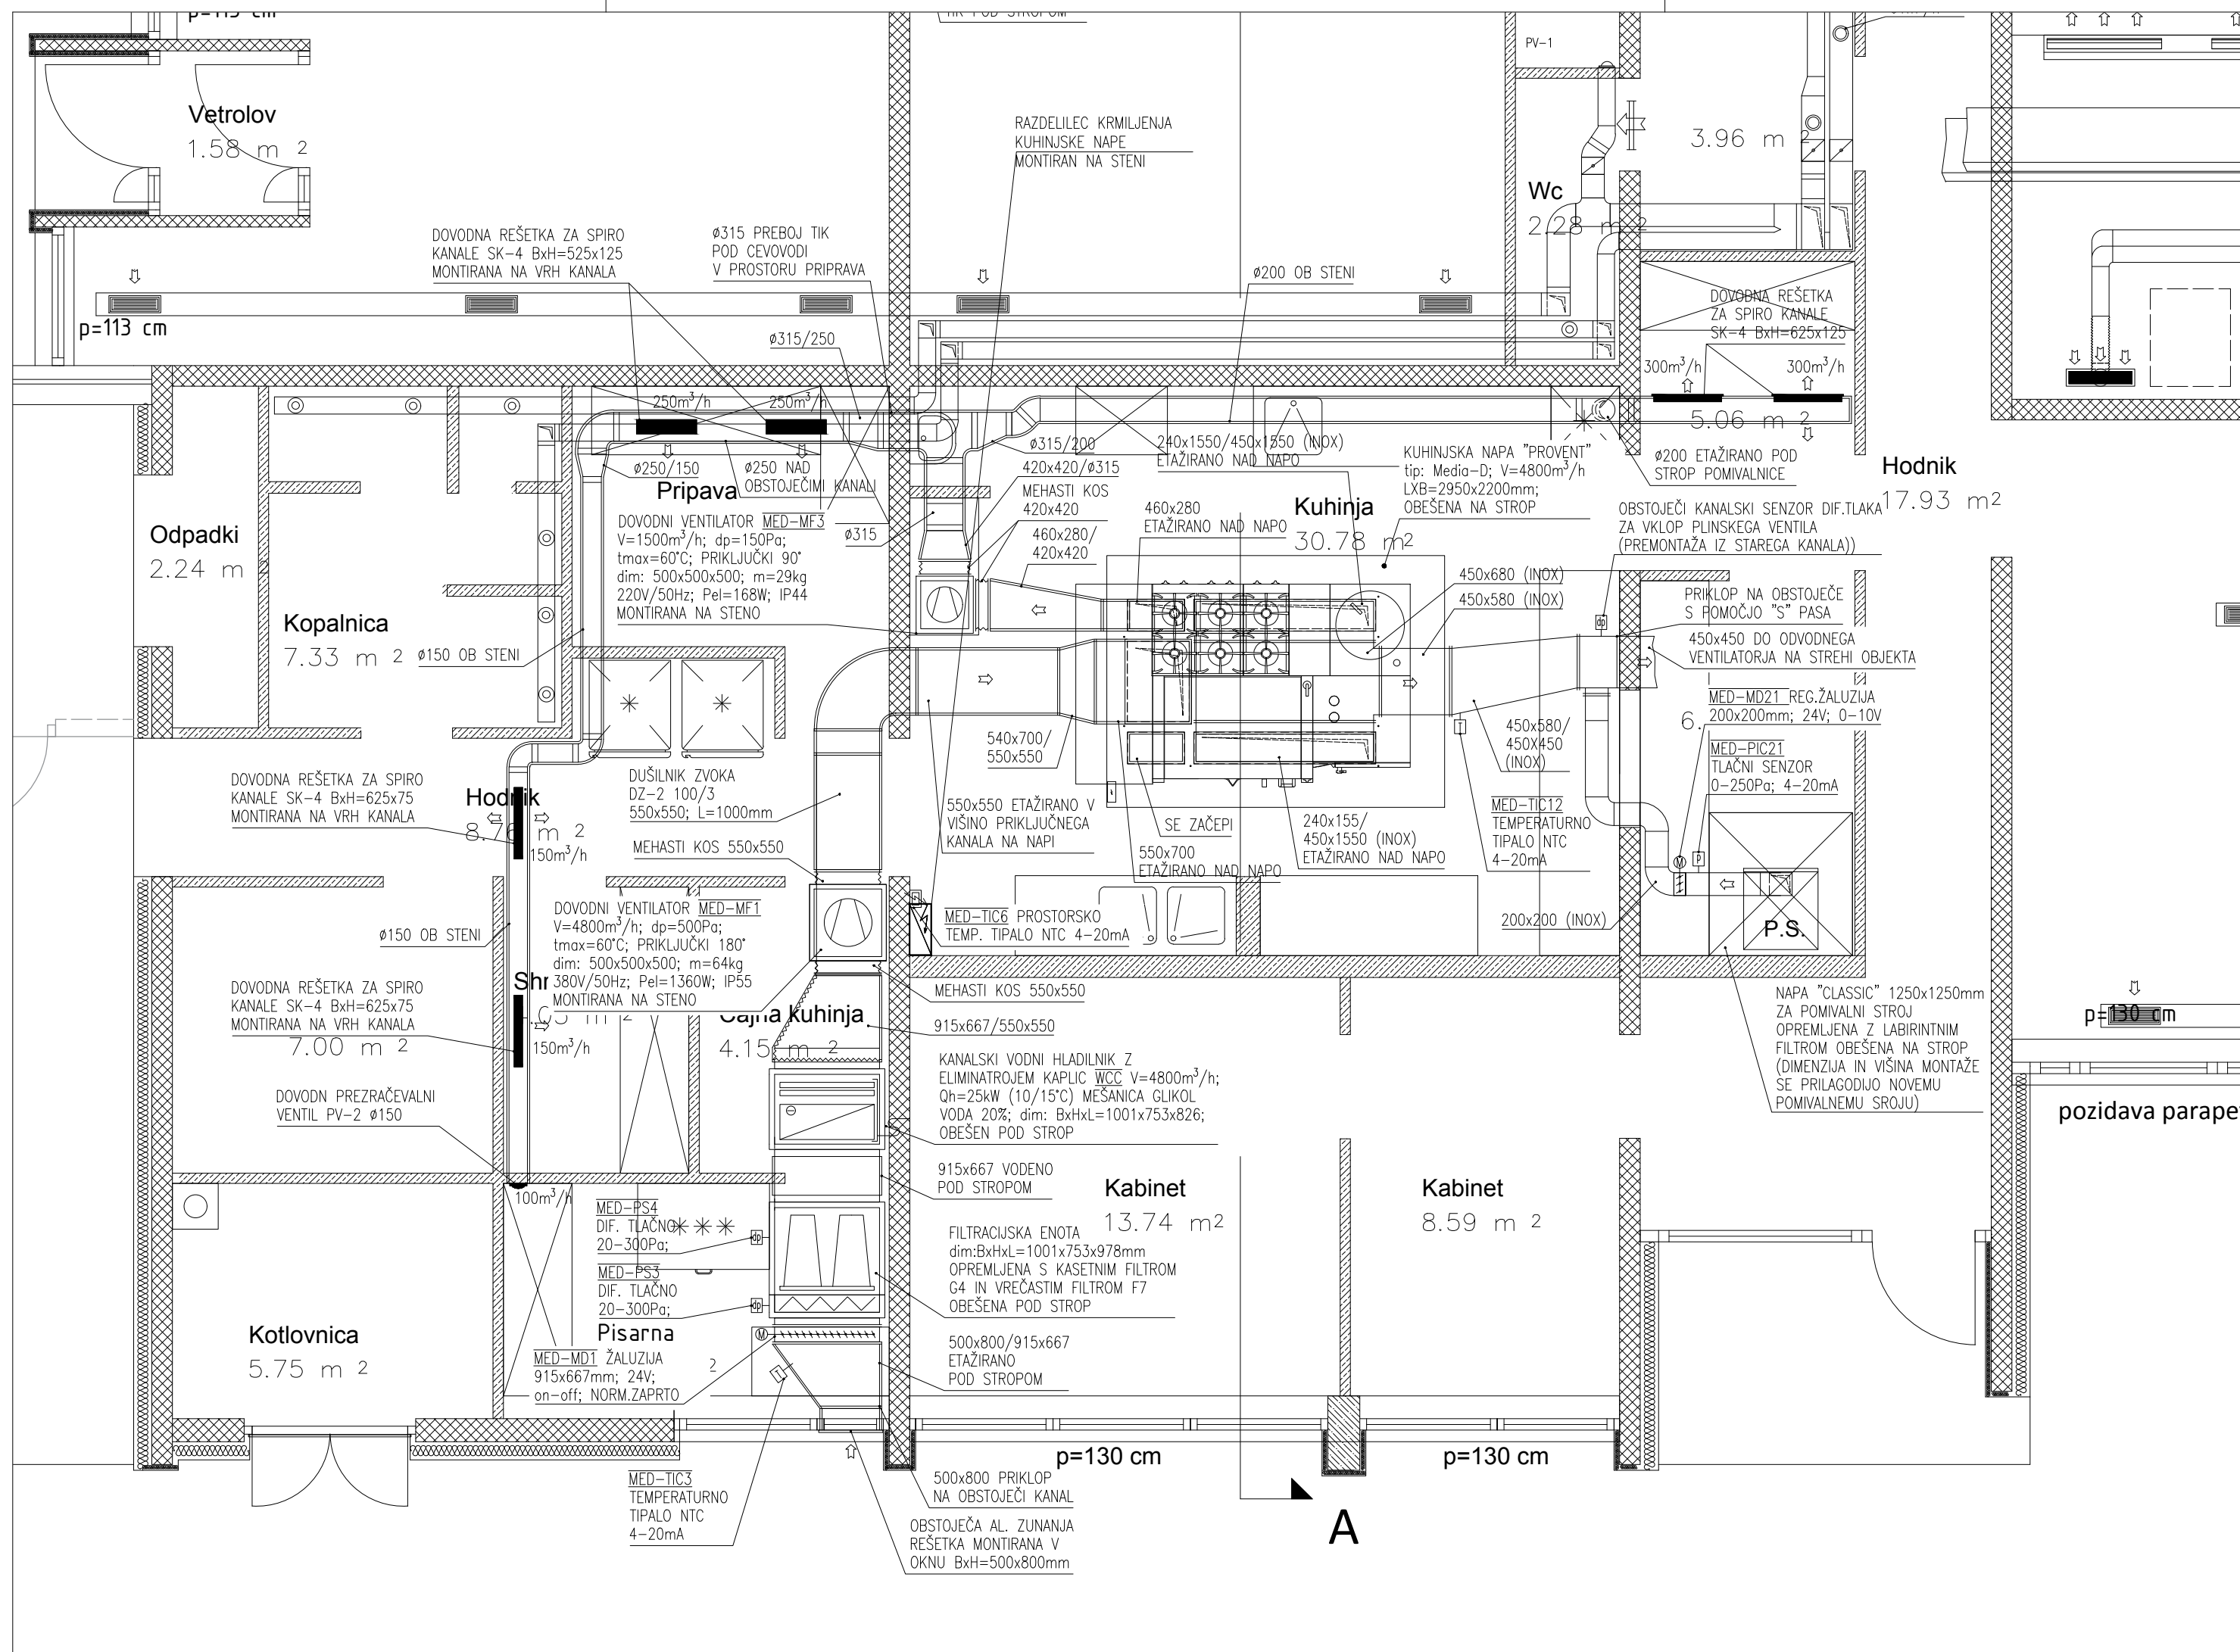 Vetrolov
1.58 m 2
p=113 cm
DOVODNA REŠETKA ZA SPIRO
KANALE SK-4 BxH=525x125
MONTIRANA NA VRH KANALA
ø315 PREBOJ TIK
POD CEVOVODI
V PROSTORU PRIPRAVA
RAZDELILEC KRMILJENJA
KUHINJSKE NAPE
MONTIRAN NA STENI
PV-1
3.96 m 2
Wc
2.28 m 2
ø200 OB STENI
DOVODNA REŠETKA
ZA SPIRO KANALE
SK-4 BxH=625x125
ø315/250
300m³/h
300m³/h
5.06 m 2
250m³/h
250m³/h
ø315/200
ø250/150
ø250 NAD
OBSTOJEČIMI KANALI
Pripava
DOVODNI VENTILATOR MED-MF3
V=1500m³/h; dp=150Pa;
tmax=60°C; PRIKLJUČKI 90°
dim: 500x500x500; m=29kg
220V/50Hz; Pel=168W; IP44
MONTIRANA NA STENO
ø315
420x420/ø315
MEHASTI KOS
420x420
460x280/
420x420
240x1550/450x1550 (INOX)
ETAŽIRANO NAD NAPO
460x280
ETAŽIRANO NAD NAPO
KUHINJSKA NAPA "PROVENT"
tip: Media-D; V=4800m³/h
LXB=2950x2200mm;
OBEŠENA NA STROP
Kuhinja
30.78 m2
ø200 ETAŽIRANO POD
STROP POMIVALNICE
Hodnik
17.93 m2
OBSTOJEČI KANALSKI SENZOR DIF.TLAKA
ZA VKLOP PLINSKEGA VENTILA
(PREMONTAŽA IZ STAREGA KANALA))
450x680 (INOX)
450x580 (INOX)
PRIKLOP NA OBSTOJEČE
S POMOČJO "S" PASA
450x450 DO ODVODNEGA
VENTILATORJA NA STREHI OBJEKTA
MED-MD21 REG.ŽALUZIJA
200x200mm; 24V; 0-10V
6.
MED-PIC21
TLAČNI SENZOR
0-250Pa; 4-20mA
Odpadki
2.24 m
Kopalnica
7.33 m 2
ø150 OB STENI
DOVODNA REŠETKA ZA SPIRO
KANALE SK-4 BxH=625x75
MONTIRANA NA VRH KANALA
Hodnik
8.76 m 2
150m³/h
DUŠILNIK ZVOKA
DZ-2 100/3
550x550; L=1000mm
MEHASTI KOS 550x550
540x700/
550x550
550x550 ETAŽIRANO V
VIŠINO PRIKLJUČNEGA
KANALA NA NAPI
SE ZAČEPI
550x700
ETAŽIRANO NAD NAPO
240x155/
450x1550 (INOX)
ETAŽIRANO NAD NAPO
450x580/
450X450
(INOX)
MED-TIC12
TEMPERATURNO
TIPALO NTC
4-20mA
200x200 (INOX)
P.S.
MED-TIC6 PROSTORSKO
TEMP. TIPALO NTC 4-20mA
ø150 OB STENI
DOVODNI VENTILATOR MED-MF1
V=4800m³/h; dp=500Pa;
tmax=60°C; PRIKLJUČKI 180°
dim: 500x500x500; m=64kg
380V/50Hz; Pel=1360W; IP55
MONTIRANA NA STENO
Shr
DOVODNA REŠETKA ZA SPIRO
KANALE SK-4 BxH=625x75
MONTIRANA NA VRH KANALA
7.00 m 2
150m³/h
Čajna kuhinja
4.15 m 2
MEHASTI KOS 550x550
915x667/550x550
KANALSKI VODNI HLADILNIK Z
ELIMINATROJEM KAPLIC WCC V=4800m³/h;
Qh=25kW (10/15°C) MEŠANICA GLIKOL
VODA 20%; dim: BxHxL=1001x753x826;
OBEŠEN POD STROP
NAPA "CLASSIC" 1250x1250mm
ZA POMIVALNI STROJ
OPREMLJENA Z LABIRINTNIM
FILTROM OBEŠENA NA STROP
(DIMENZIJA IN VIŠINA MONTAŽE
SE PRILAGODIJO NOVEMU
POMIVALNEMU SROJU)
p=130 cm
pozidava parape
DOVODN PREZRAČEVALNI
VENTIL PV-2 ø150
100m³/h
915x667 VODENO
POD STROPOM
Kabinet
13.74 m2
Kabinet
8.59 m 2
MED-PS4
DIF. TLAČNO
20-300Pa;
MED-PS3
DIF. TLAČNO
20-300Pa;
FILTRACIJSKA ENOTA
dim:BxHxL=1001x753x978mm
OPREMLJENA S KASETNIM FILTROM
G4 IN VREČASTIM FILTROM F7
OBEŠENA POD STROP
Kotlovnica
5.75 m 2
Pisarna
2
MED-MD1 ŽALUZIJA
915x667mm; 24V;
on-off; NORM.ZAPRTO
500x800/915x667
ETAŽIRANO
POD STROPOM
p=130 cm
p=130 cm
MED-TIC3
TEMPERATURNO
TIPALO NTC
4-20mA
500x800 PRIKLOP
NA OBSTOJEČI KANAL
OBSTOJEČA AL. ZUNANJA
REŠETKA MONTIRANA V
OKNU BxH=500x800mm
A